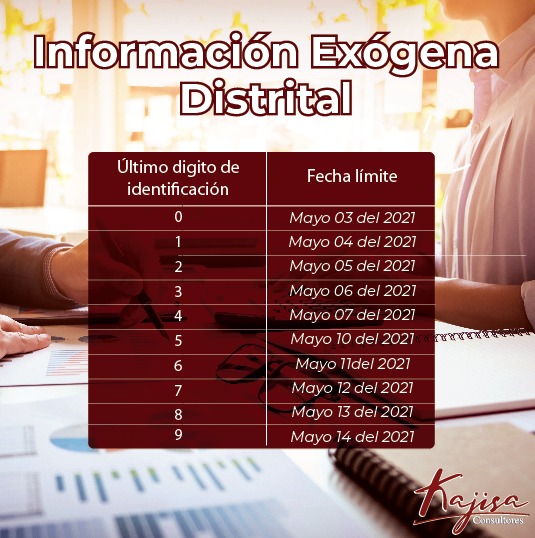 Información Exógena
Distrital
Último digito de
identificación
Fecha límite
0 Mayo 03 del 2021
1 Mayo 04 del 2021
2 Mayo 05 del 2021
3 Mayo 06 del 2021
4 Mayo 07 del 2021
5 Mayo 10 del 2021
6 Mayo 11del 2021
7 Mayo 12 del 2021
8 Mayo 13 del 2021
9 Mayo 14 del 2021
Kajisa
Consultores